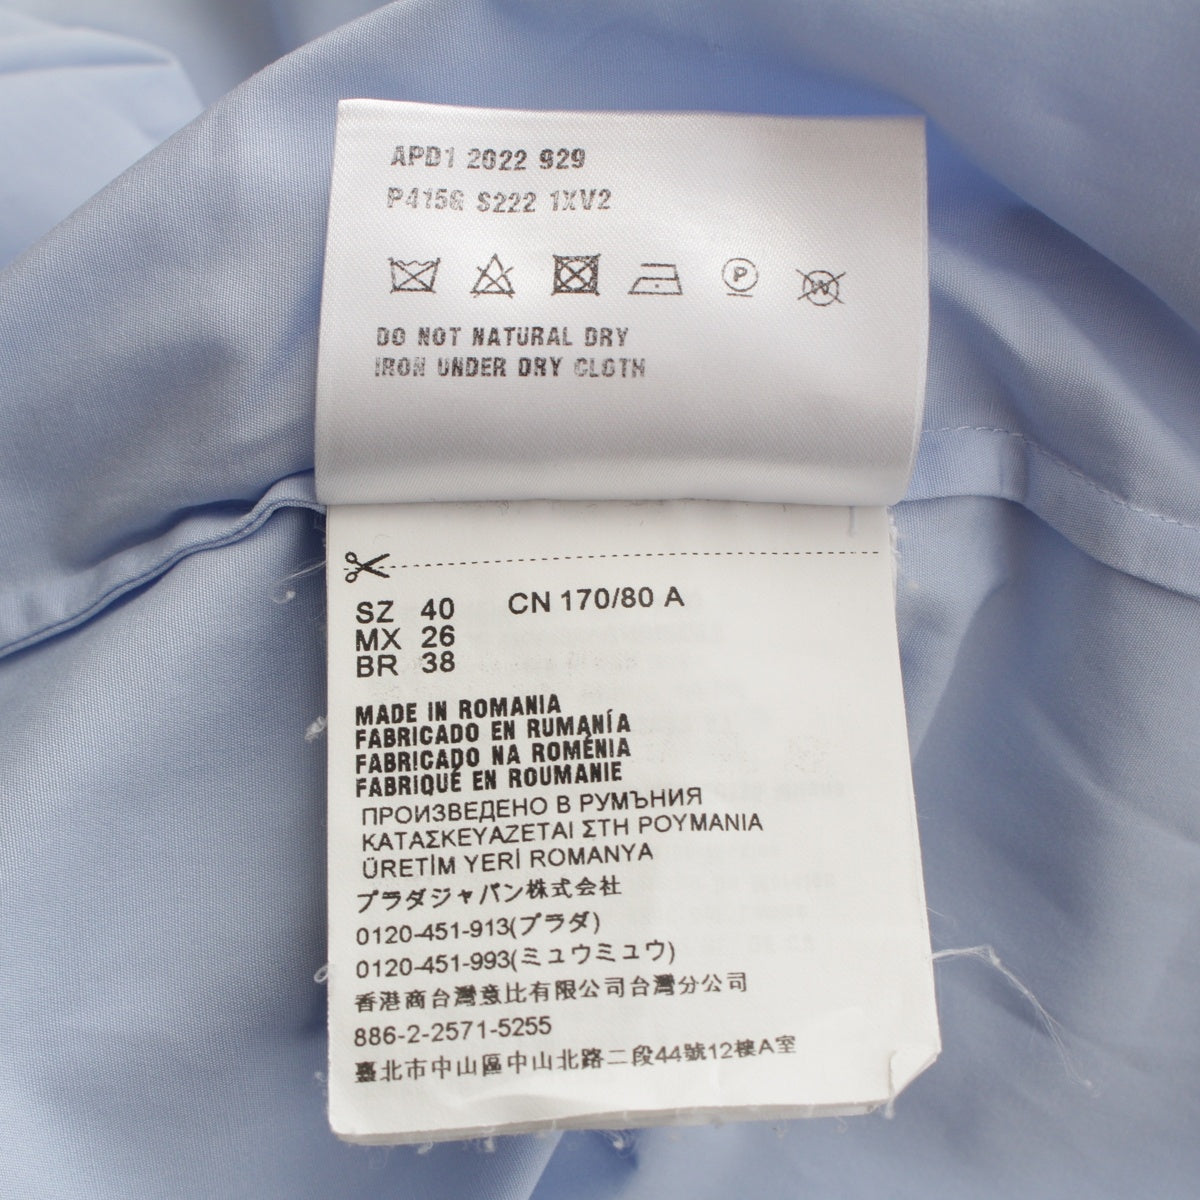 APD1 2022 929
P415G S222 1XV2
P
W
DO NOT NATURAL DRY
IRON UNDER DRY CLOTH
SZ 40 CN 170/80 A
MX 26
BR 38
MADE IN ROMANIA
FABRICADO EN RUMANÍA
FABRICADO NA ROMÉNIA
FABRIQUÉ EN ROUMANIE
ПРОИЗВЕДЕНО В РУМЪНИЯ
ΚΑΤΑΣΚΕΥΑΖΕΤΑΙ ΣΤΗ ΡΟΥΜΑΝΙΑ
ÜRETİM YERİ ROMANYA
プラダジャパン株式会社
0120-451-913(プラダ)
0120-451-993(ミュウミュウ)
香港商台灣意比有限公司台灣分公司
886-2-2571-5255
臺北市中山區中山北路二段44號12樓A室